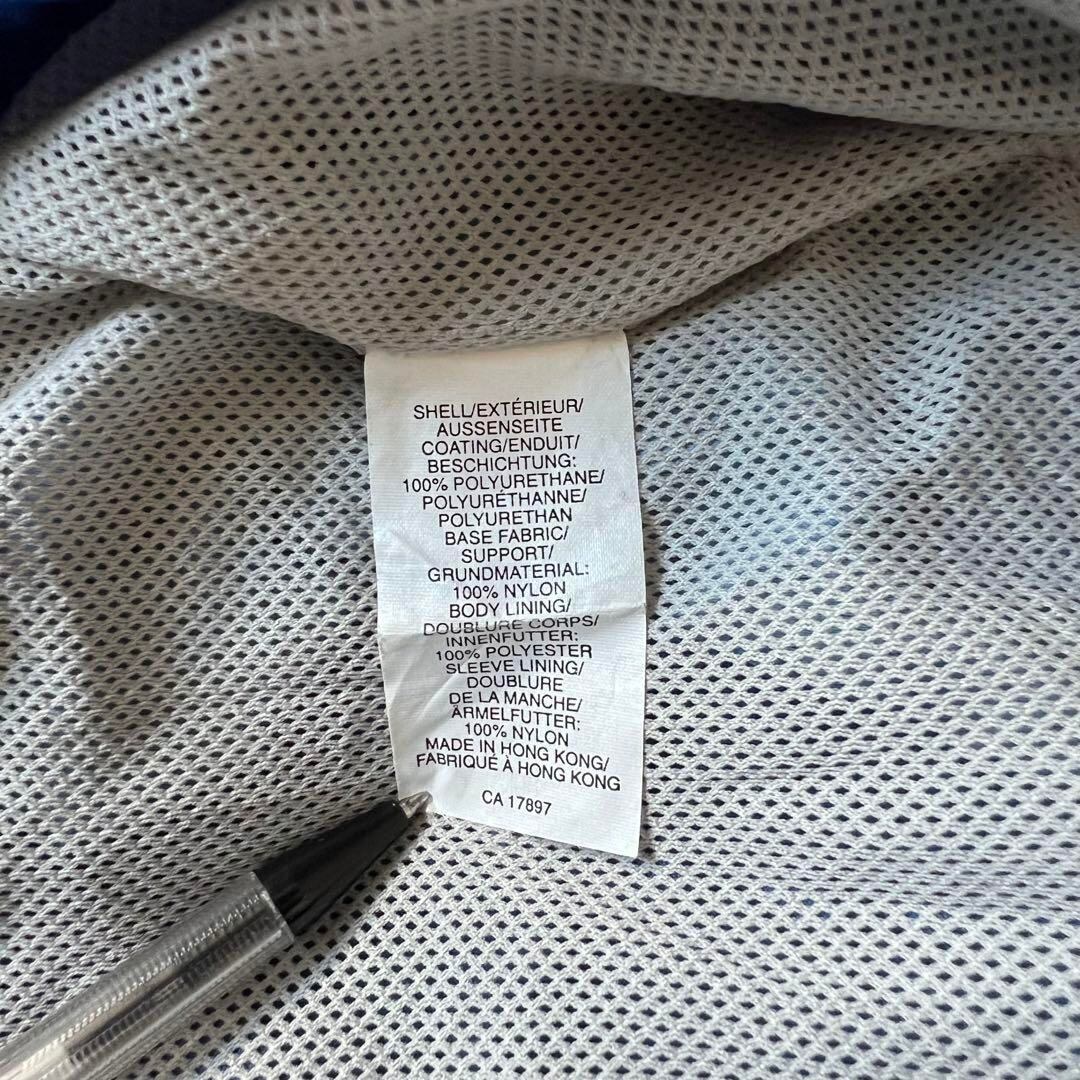 SHELL/EXTÉRIEUR/
AUSSENSEITE
COATING/ENDUIT/
BESCHICHTUNG:
100% POLYURETHANE/
POLYURÉTHANNE/
POLYURETHAN
BASE FABRIC/
SUPPORT/
GRUNDMATERIAL:
100% NYLON
BODY LINING/
DOUBLURE CORPS/
INNENFUTTER:
100% POLYESTER
SLEEVE LINING/
DOUBLURE
DE LA MANCHE/
ÄRMELFUTTER:
100% NYLON
MADE IN HONG KONG/
FABRIQUÉ À HONG KONG
CA 17897